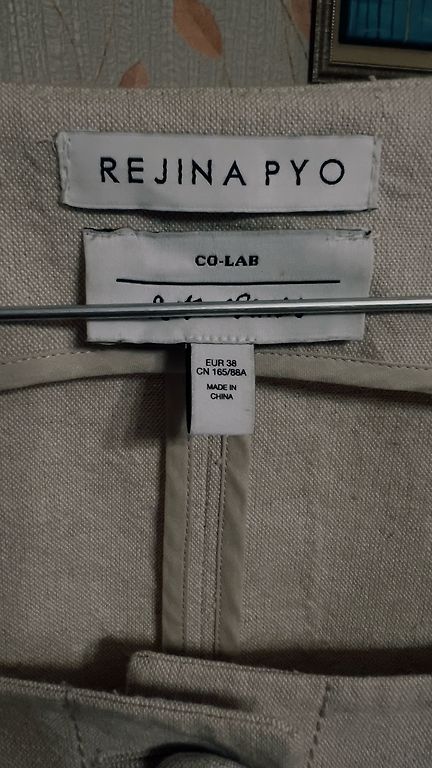 REJINA PYO
CO-LAB
EUR 38
CN 165/88A
MADE IN
CHINA